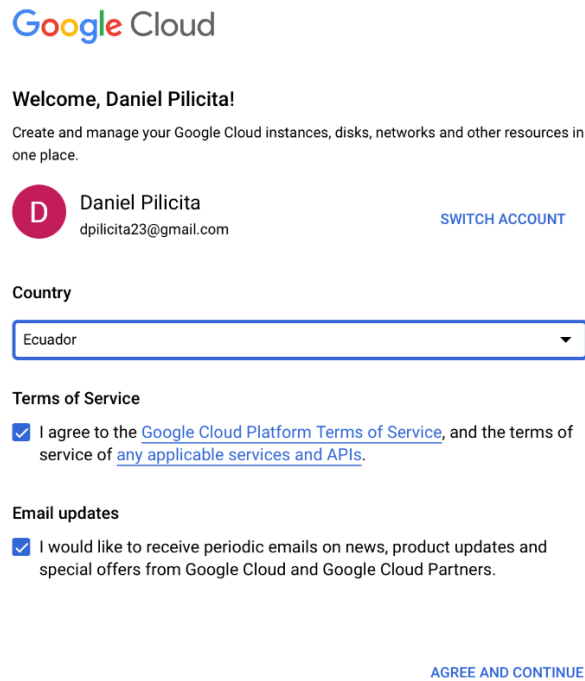 Google Cloud
Welcome, Daniel Pilicita!
Create and manage your Google Cloud instances, disks, networks and other resources in
one place.
D
Daniel Pilicita
dpilicita23@gmail.com
SWITCH ACCOUNT
Country
Ecuador
Terms of Service
I agree to the Google Cloud Platform Terms of Service, and the terms of
service of any applicable services and APIs.
Email updates
I would like to receive periodic emails on news, product updates and
special offers from Google Cloud and Google Cloud Partners.
AGREE AND CONTINUE